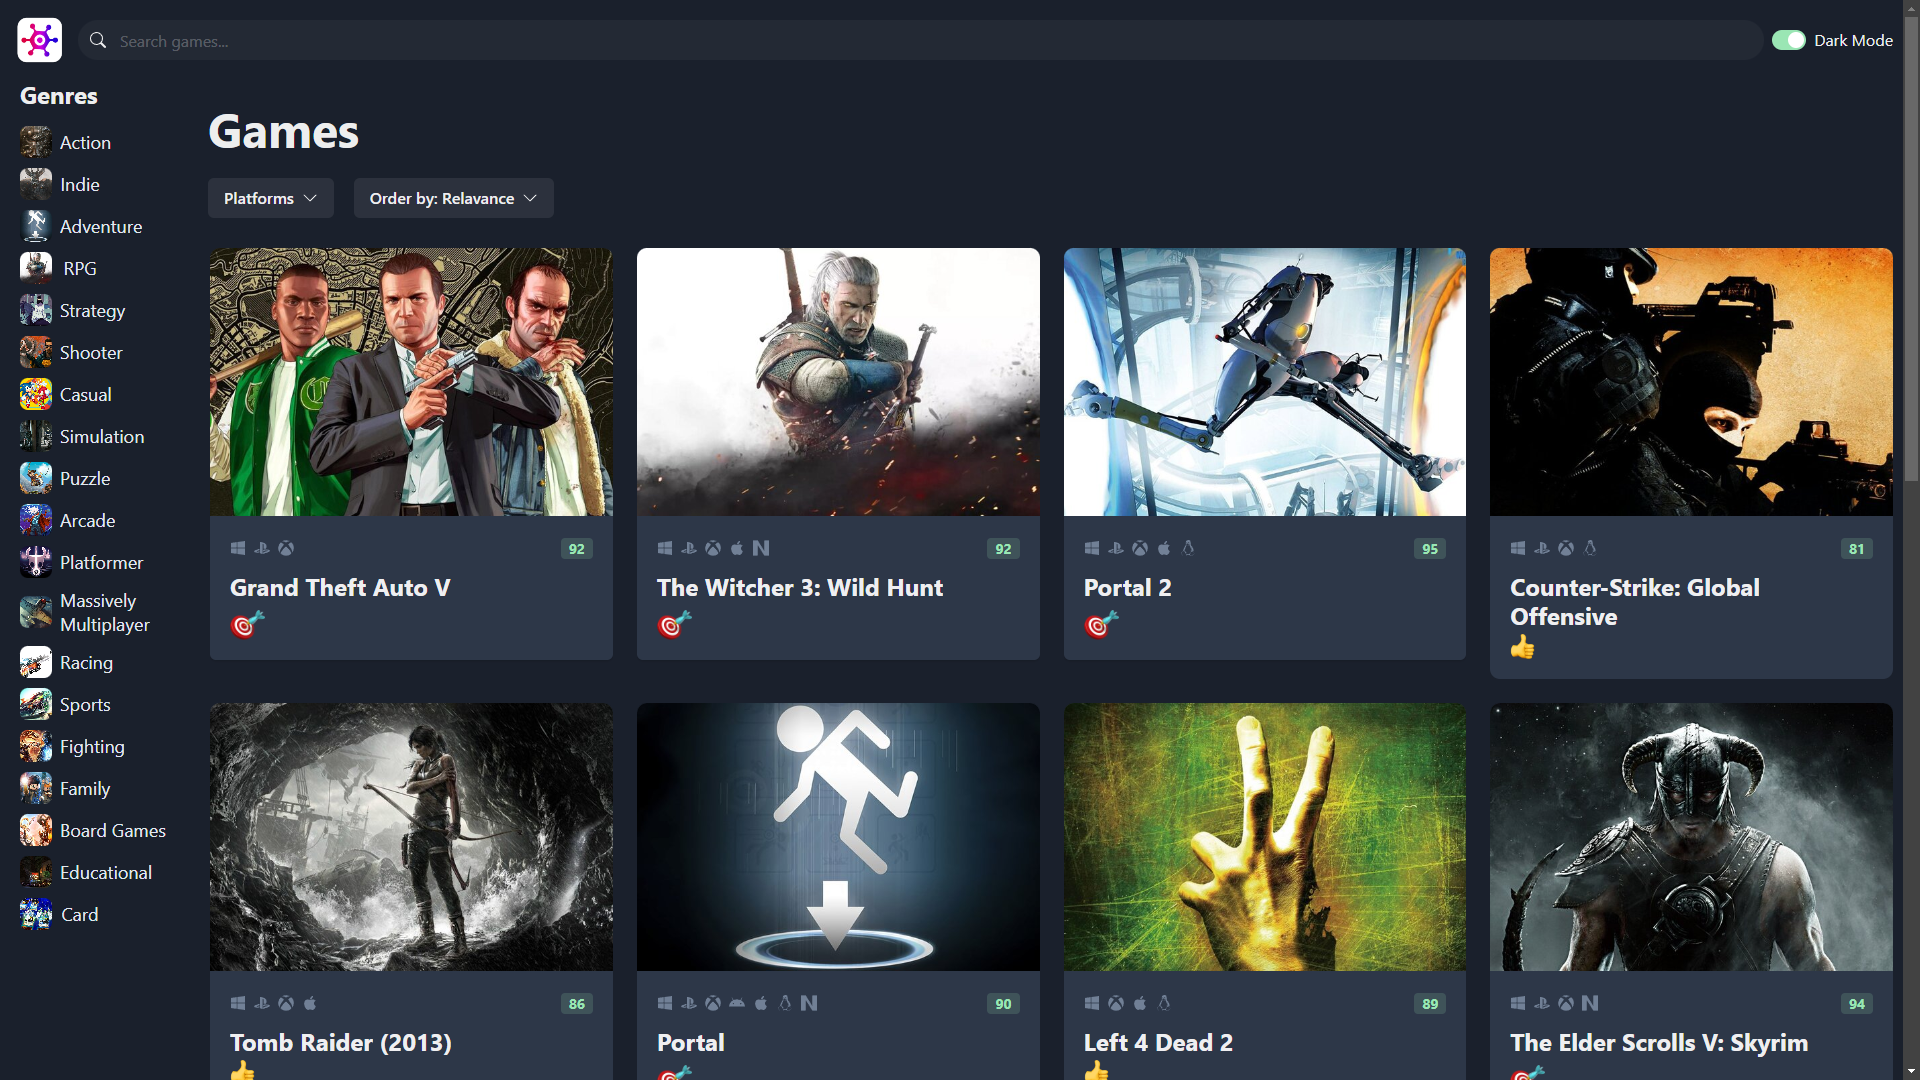 Search games...
Dark Mode
Genres
Action
Indie
Adventure
RPG
Strategy
Shooter
Casual
Simulation
Puzzle
Arcade
Platformer
Massively
Multiplayer
Racing
Sports
Fighting
Family
Board Games
Educational
Card
Games
Platforms
Order by: Relavance
92
Grand Theft Auto V
92
The Witcher 3: Wild Hunt
95
Portal 2
81
Counter-Strike: Global
Offensive
86
Tomb Raider (2013)
90
Portal
89
Left 4 Dead 2
94
The Elder Scrolls V: Skyrim